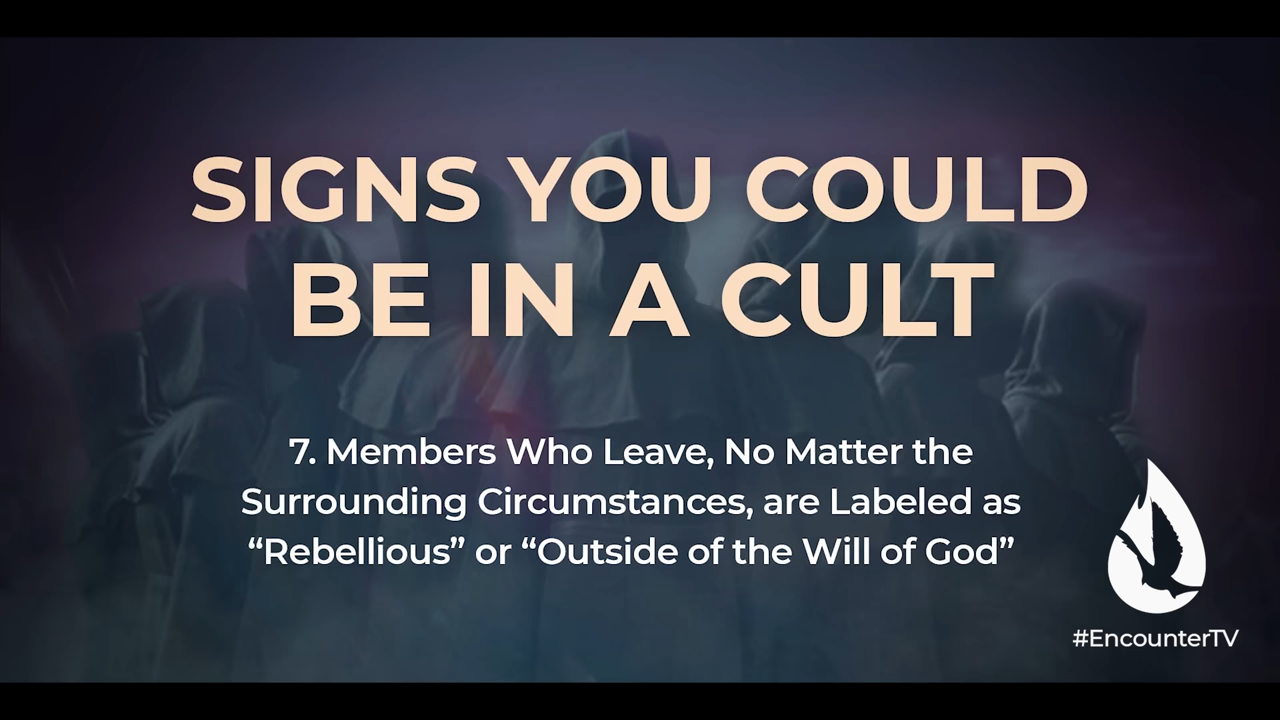 SIGNS YOU COULD
BE IN A CULT
7. Members Who Leave, No Matter the
Surrounding Circumstances, are Labeled as
“Rebellious” or “Outside of the Will of God”
#EncounterTV